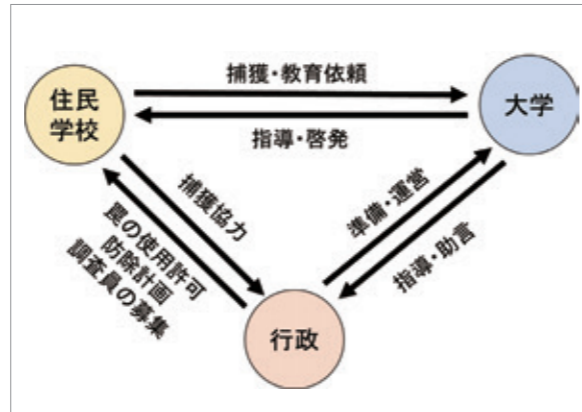 住民
学校
捕獲・教育依頼
大学
指導・啓発
捕獲協力
罠の使用許可
防除計画
調査員の募集
準備・運営
指導・助言
行政